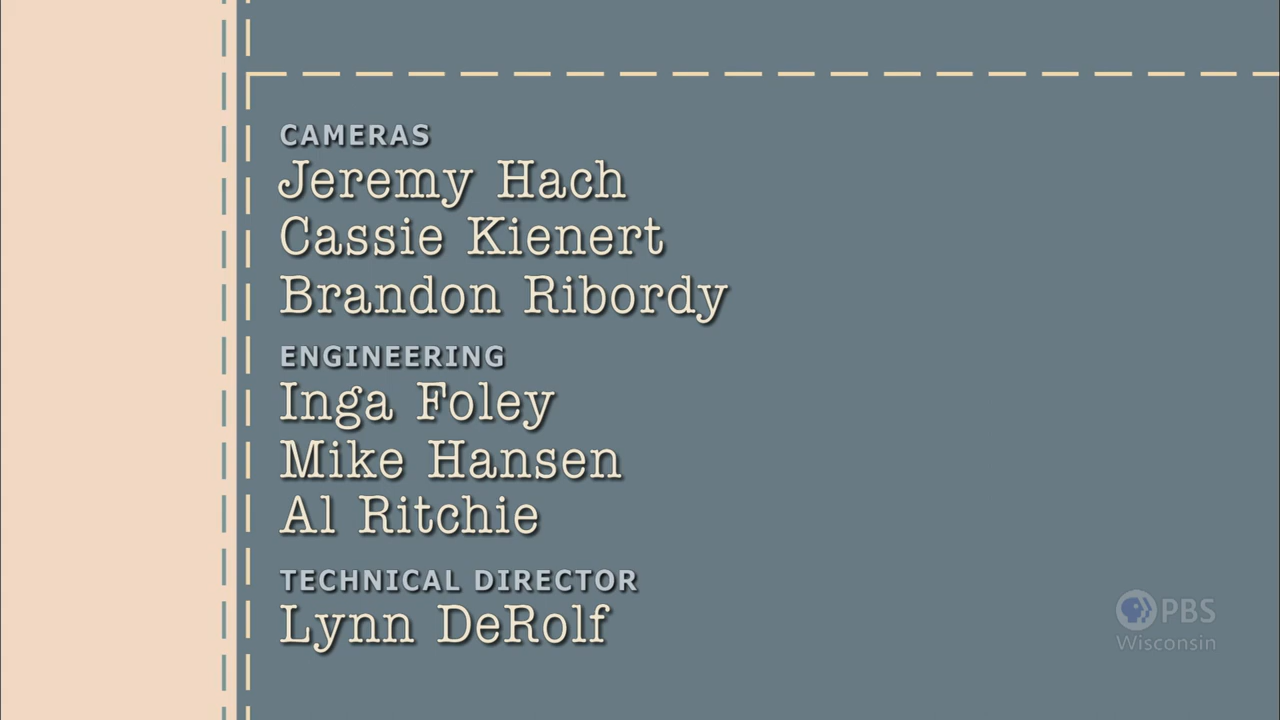 CAMERAS
Jeremy Hach
Cassie Kienert
Brandon Ribordy
ENGINEERING
Inga Foley
Mike Hansen
Al Ritchie
TECHNICAL DIRECTOR
Lynn DeRolf
PBS
Wisconsin